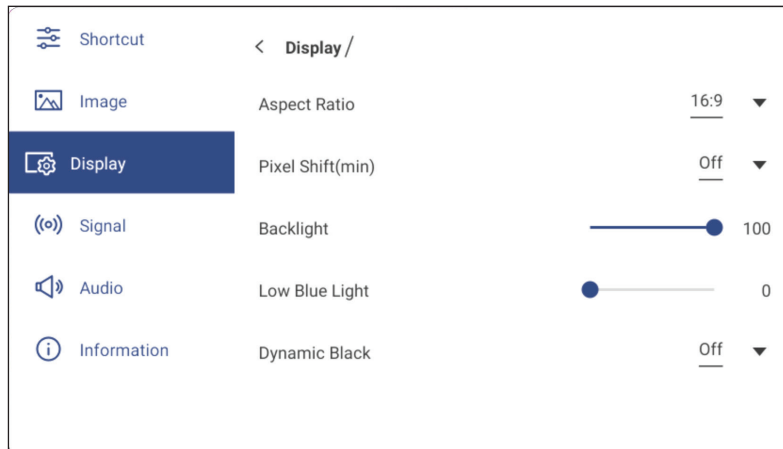 Shortcut
Image
Display
Signal
Audio
Information
< Display /
Aspect Ratio 16:9
Pixel Shift(min) Off
Backlight 100
Low Blue Light 0
Dynamic Black Off